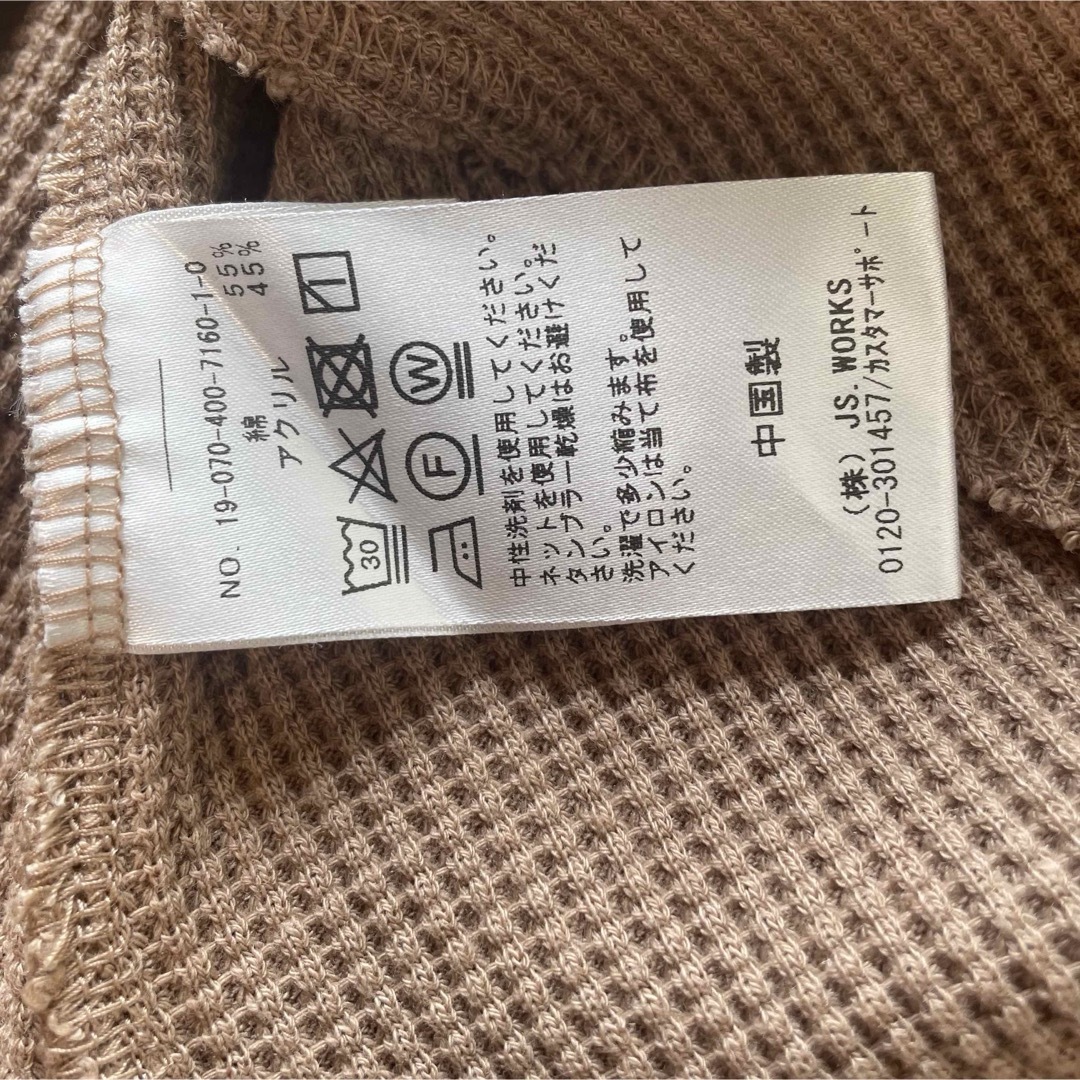 NO. 19-070-400-7160-1-0
綿 55%
アクリル 45%
30
F W
中性洗剤を使用してください。
ネットを使用してください。
タンブラー乾燥はお避けくだ
さい。
洗濯で多少縮みます。
アイロンは当て布を使用して
ください。
中国製
(株) JS. WORKS
0120-301457/カスタマーサポート